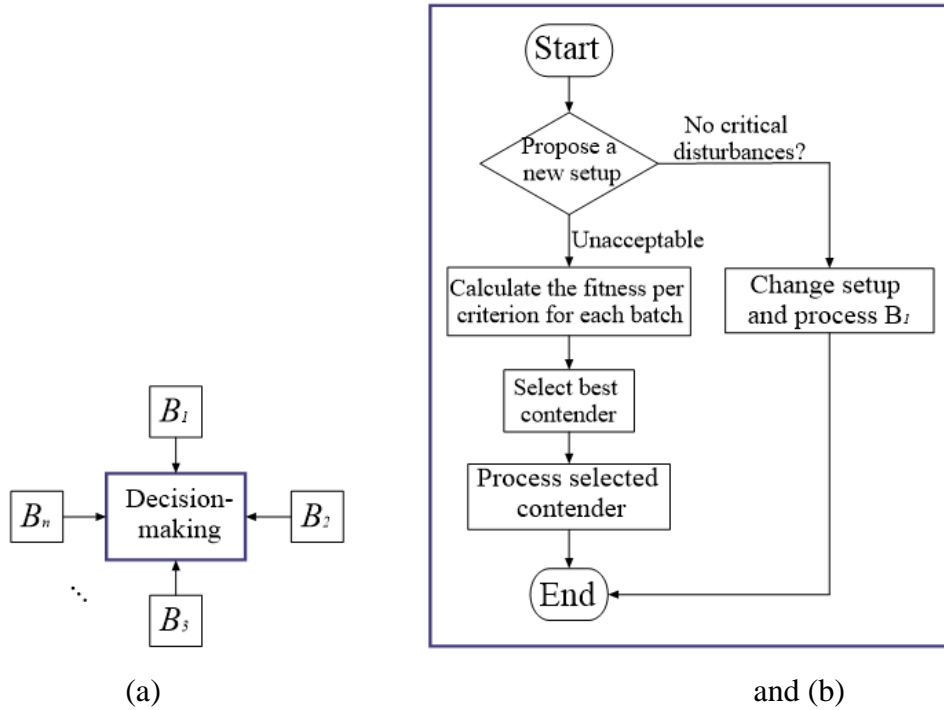 B1
Bn
Decision-
making
B2
⋱
B3
(a)
Start
Propose a
new setup
No critical
disturbances?
Unacceptable
Calculate the fitness per
criterion for each batch
Change setup
and process B1
Select best
contender
Process selected
contender
End
and (b)